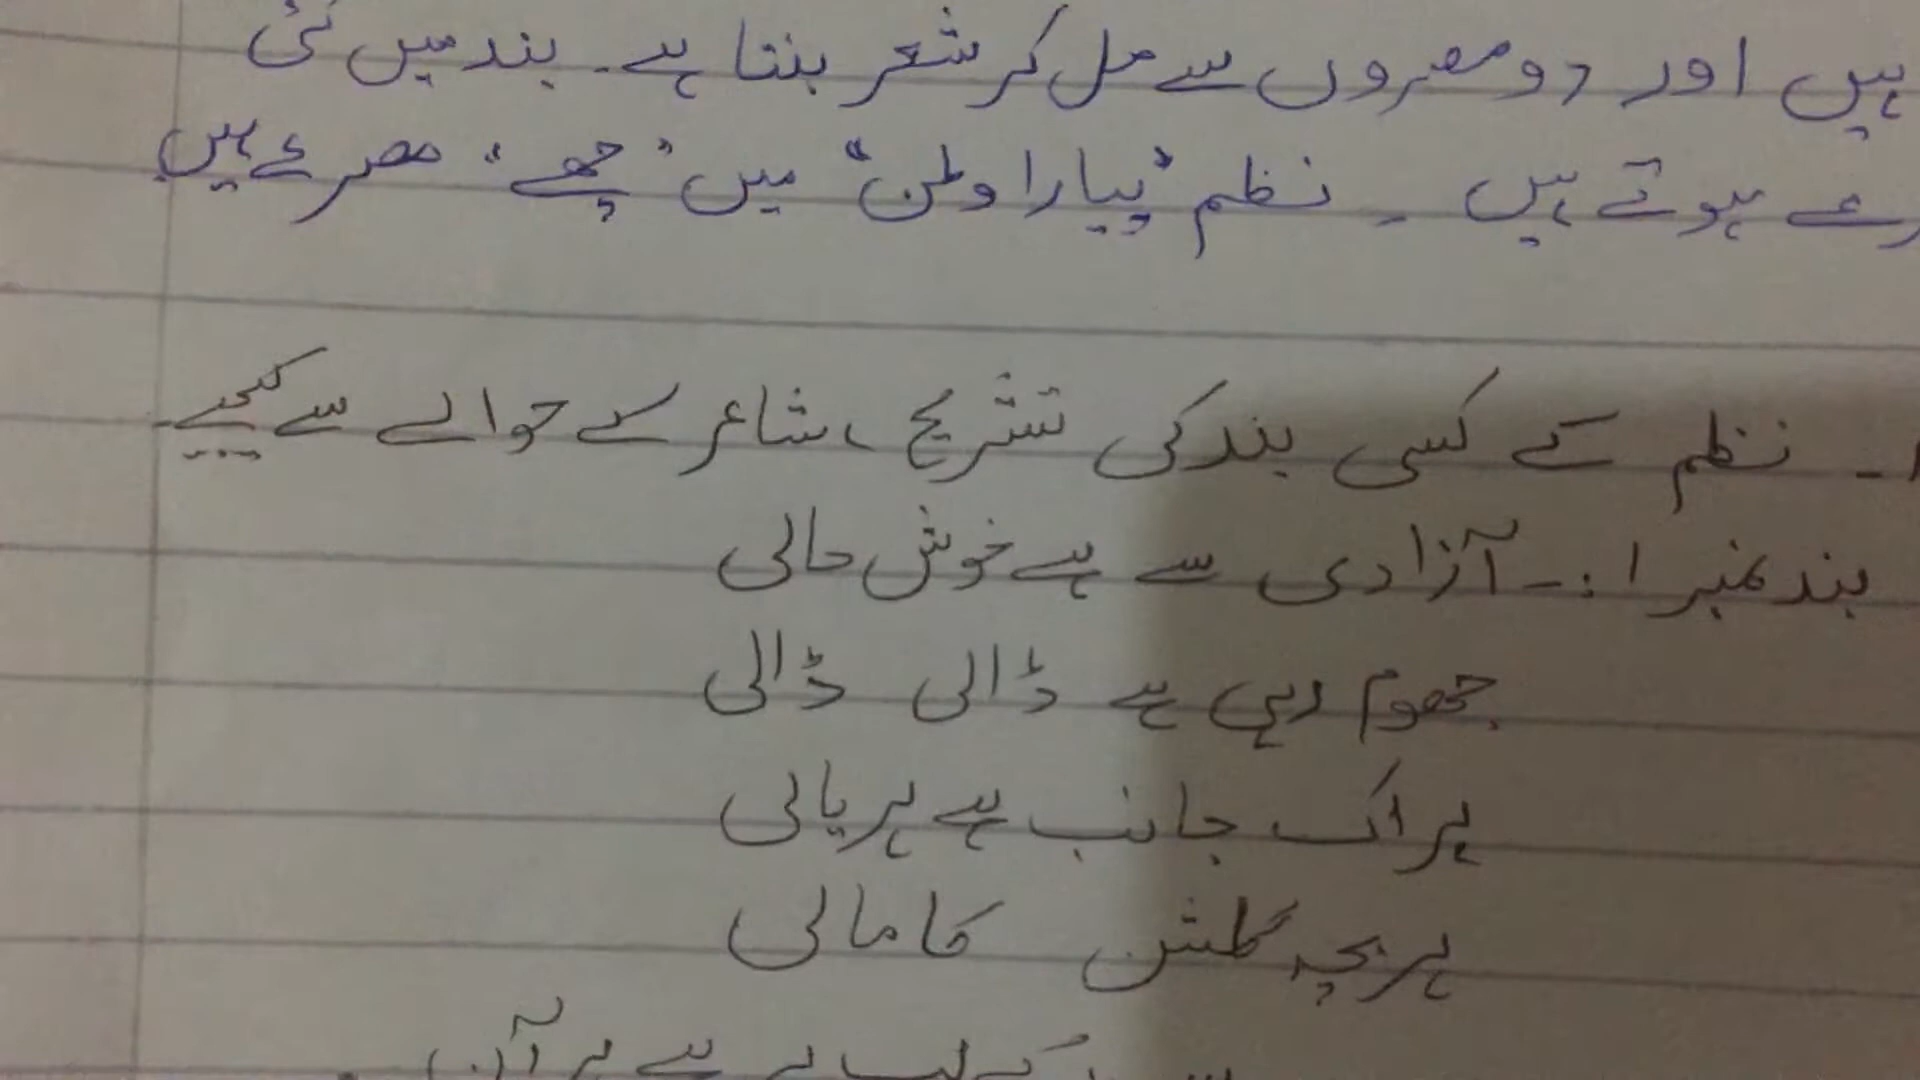 ہیں اور دو مصروں سے مل کر شعر بنتا ہے۔ بند میں کئی
ہوتے ہیں ۔ نظم "پیارا وطن" میں 'چھے' مصرعے ہیں
۱۔ نظم کے کسی بند کی تشریح ، شاعر کے حوالے سے کیجیے۔
بند نمبر ۱ :۔ آزادی سے ہے خوش حالی
جھوم رہی ہے ڈالی ڈالی
ہر اک جانب ہے ہریالی
ہر بچہ گلشن کا مالی